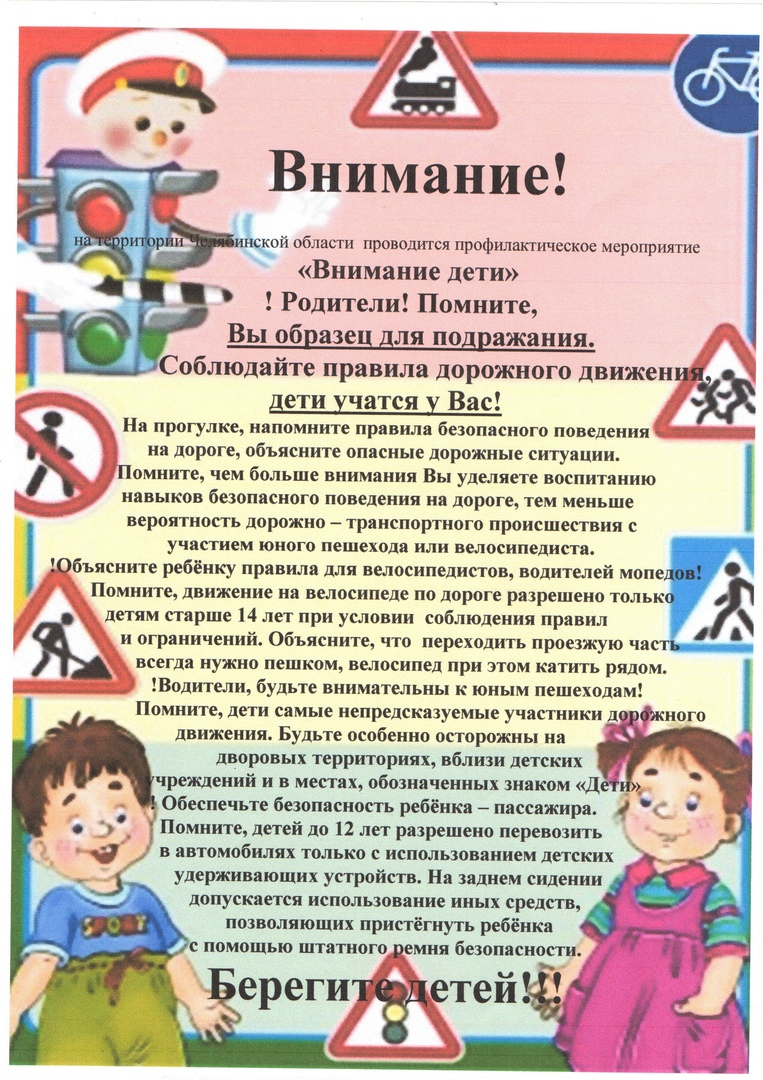 Внимание!
на территории Челябинской области проводится профилактическое мероприятие
«Внимание дети»
! Родители! Помните,
Вы образец для подражания.
Соблюдайте правила дорожного движения,
дети учатся у Вас!
На прогулке, напомните правила безопасного поведения
на дороге, объясните опасные дорожные ситуации.
Помните, чем больше внимания Вы уделяете воспитанию
навыков безопасного поведения на дороге, тем меньше
вероятность дорожно – транспортного происшествия с
участием юного пешехода или велосипедиста.
!Объясните ребёнку правила для велосипедистов, водителей мопедов!
Помните, движение на велосипеде по дороге разрешено только
детям старше 14 лет при условии соблюдения правил
и ограничений. Объясните, что переходить проезжую часть
всегда нужно пешком, велосипед при этом катить рядом.
!Водители, будьте внимательны к юным пешеходам!
Помните, дети самые непредсказуемые участники дорожного
движения. Будьте особенно осторожны на
дворовых территориях, вблизи детских
учреждений и в местах, обозначенных знаком «Дети»
! Обеспечьте безопасность ребёнка – пассажира.
Помните, детей до 12 лет разрешено перевозить
в автомобилях только с использованием детских
удерживающих устройств. На заднем сидении
допускается использование иных средств,
позволяющих пристёгнуть ребёнка
SPORT
с помощью штатного ремня безопасности.
Берегите детей!!!